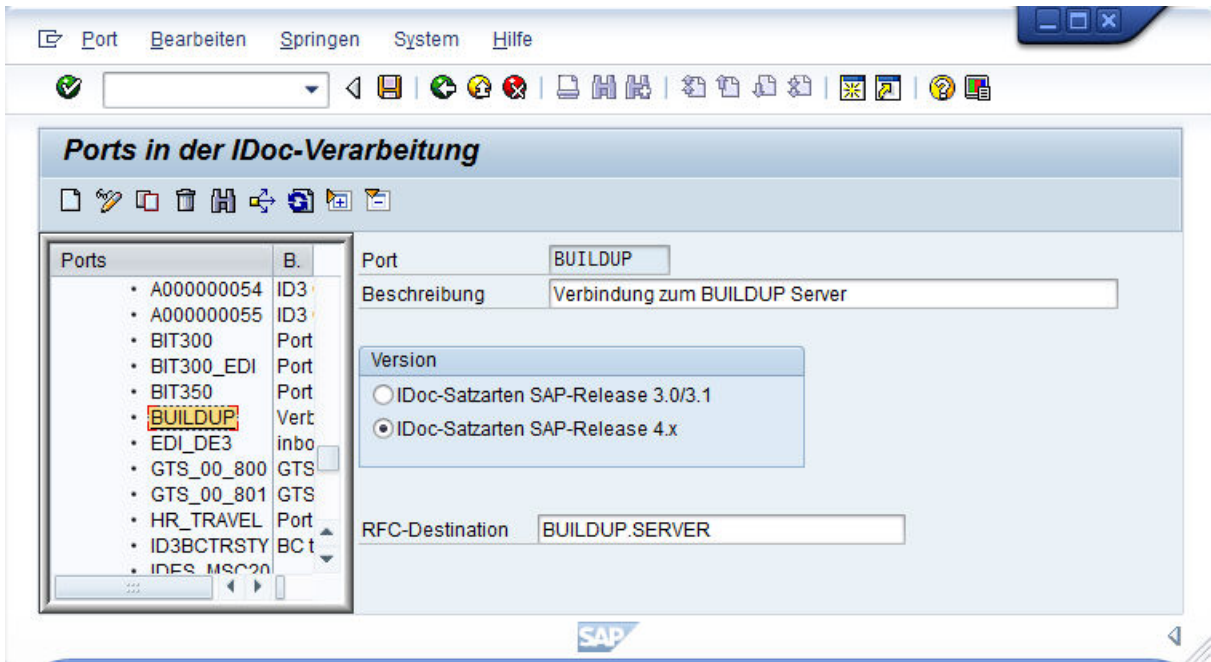 Port Bearbeiten Springen System Hilfe
Ports in der IDoc-Verarbeitung
Ports B.
A000000054 ID3
A000000055 ID3
BIT300 Port
BIT300_EDI Port
BIT350 Port
BUILDUP Verb
EDI_DE3 inbo
GTS_00_800 GTS
GTS_00_801 GTS
HR_TRAVEL Port
ID3BCTRSTY BC t
IDES_MSC20
Port BUILDUP
Beschreibung Verbindung zum BUILDUP Server
Version
IDoc-Satzarten SAP-Release 3.0/3.1
IDoc-Satzarten SAP-Release 4.x
RFC-Destination BUILDUP.SERVER
SAP